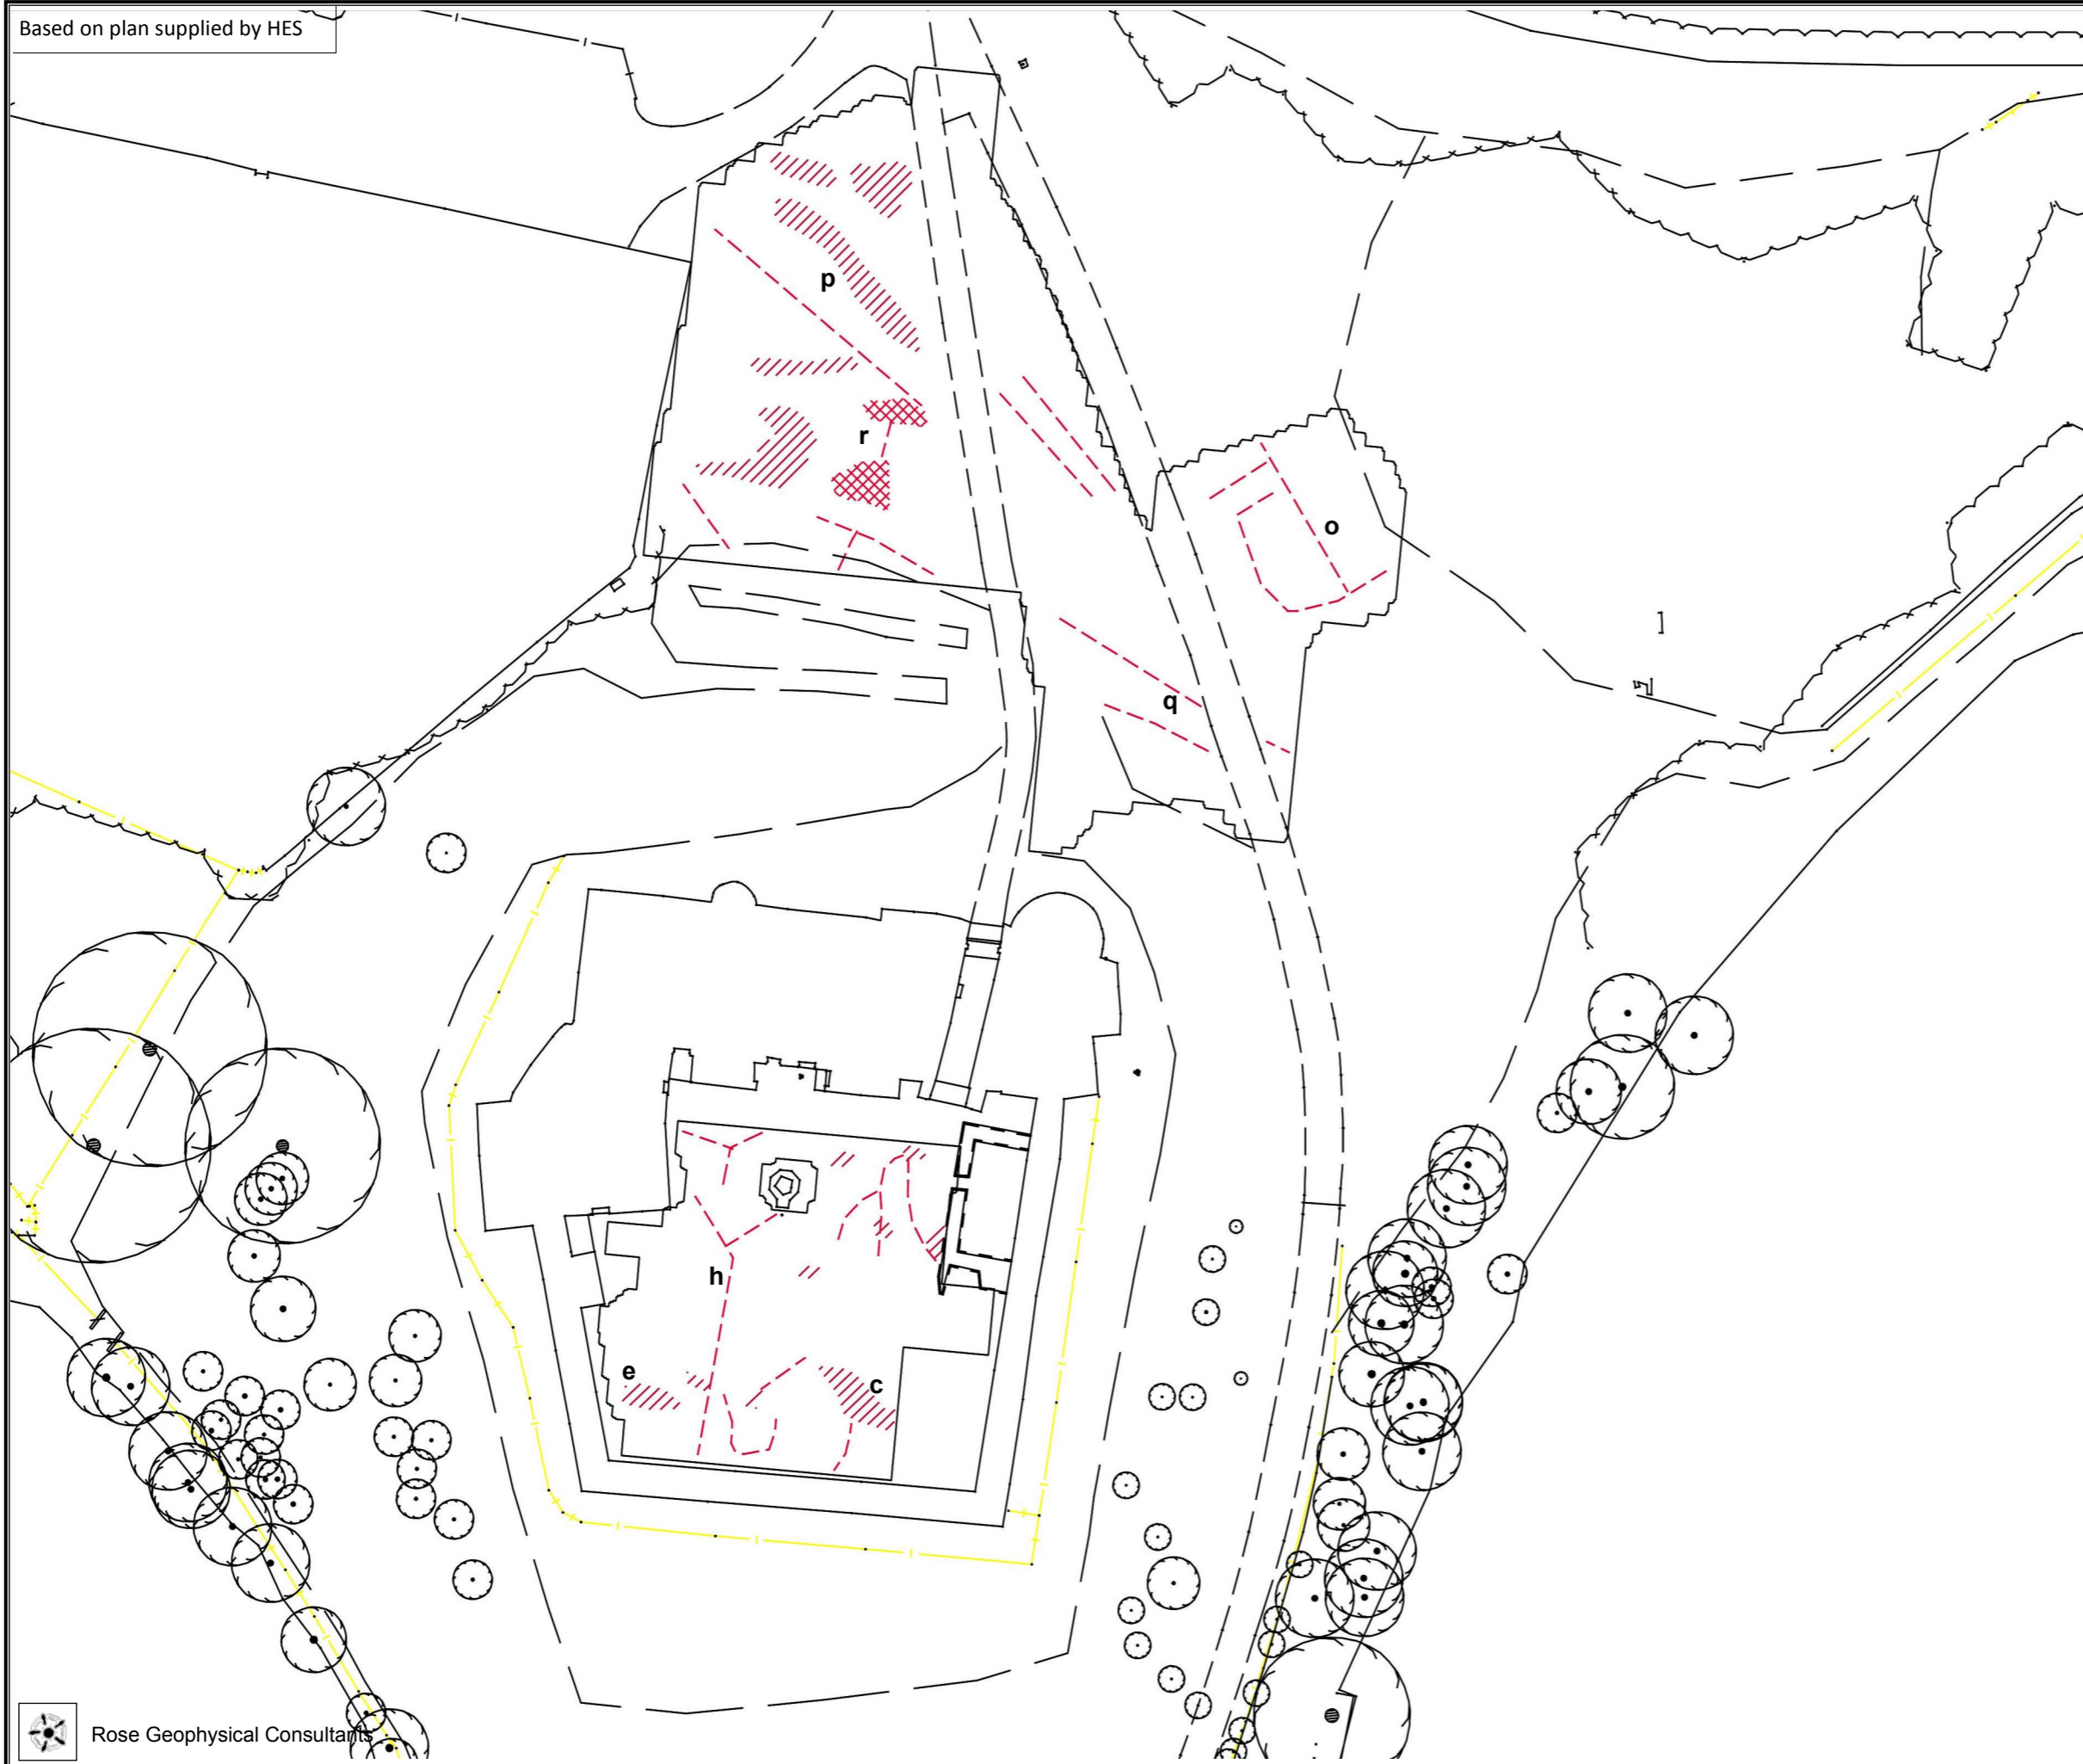 Based on plan supplied by HES
p
r
o
q
h
e
c
Rose Geophysical Consultants